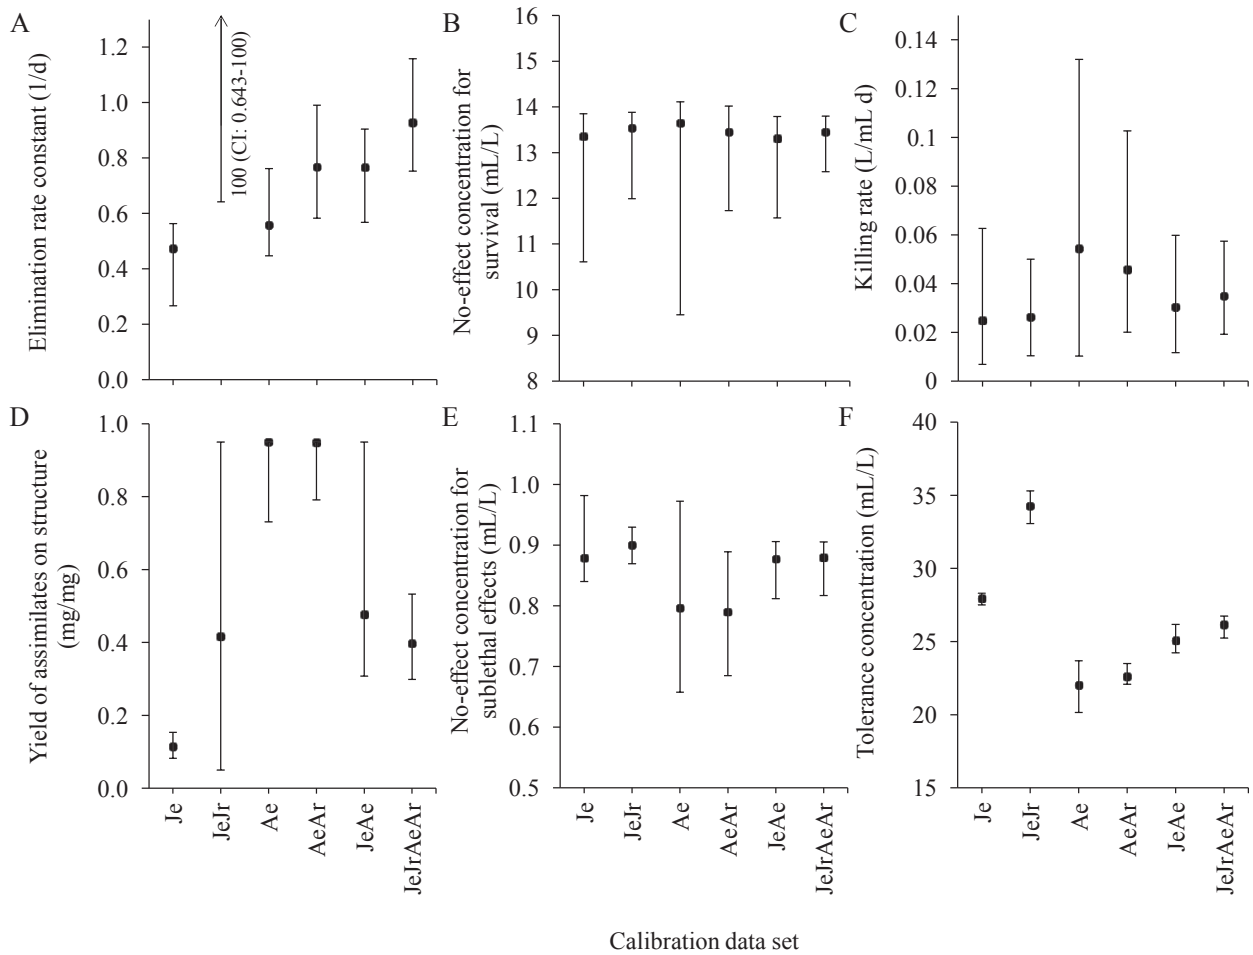 A
Elimination rate constant (1/d)
1.2
1.0
0.8
0.6
0.4
0.2
0.0
100 (CI: 0.643-100)
B
No-effect concentration for
survival (mL/L)
16
15
14
13
12
11
10
9
8
C
Killing rate (L/mL d)
0.14
0.12
0.1
0.08
0.06
0.04
0.02
0
D
Yield of assimilates on structure
(mg/mg)
1.0
0.8
0.6
0.4
0.2
0.0
Je
JeJr
Ae
AeAr
JeAe
JeJrAeAr
E
No-effect concentration for
sublethal effects (mL/L)
1.1
1.0
0.9
0.8
0.7
0.6
0.5
Je
JeJr
Ae
AeAr
JeAe
JeJrAeAr
F
Tolerance concentration (mL/L)
40
35
30
25
20
15
Je
JeJr
Ae
AeAr
JeAe
JeJrAeAr
Calibration data set